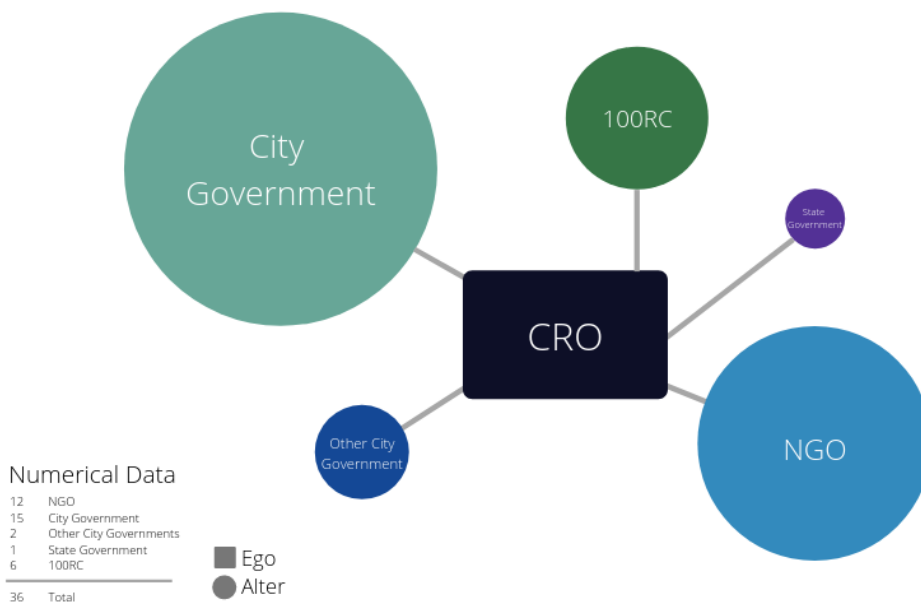 City
Government
100RC
State
Government
CRO
Other City
Government
NGO
Numerical Data
12 NGO
15 City Government
2 Other City Governments
1 State Government
6 100RC
36 Total
Ego
Alter